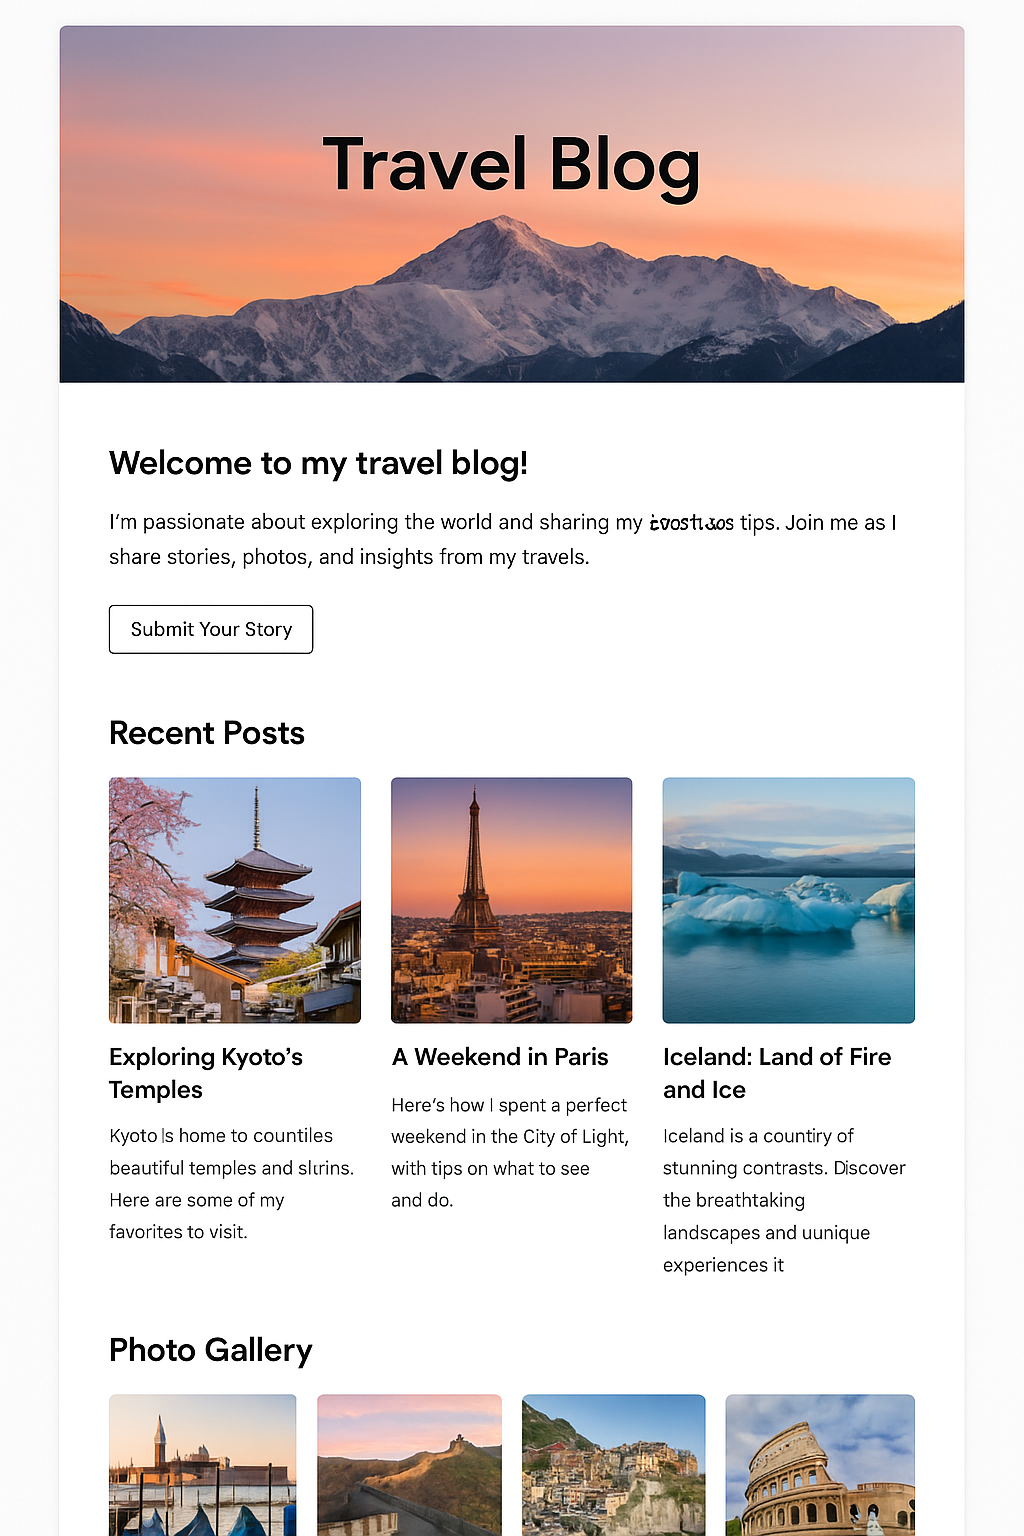 Travel Blog
Welcome to my travel blog!
I'm passionate about exploring the world and sharing my tips. Join me as I
share stories, photos, and insights from my travels.
Submit Your Story
Recent Posts
Exploring Kyoto's
Temples
Kyoto is home to countiles
beautiful temples and slırins.
Here are some of my
favorites to visit.
A Weekend in Paris
Here's how I spent a perfect
weekend in the City of Light,
with tips on what to see
and do.
Iceland: Land of Fire
and Ice
Iceland is a country of
stunning contrasts. Discover
the breathtaking
landscapes and uunique
experiences it
Photo Gallery